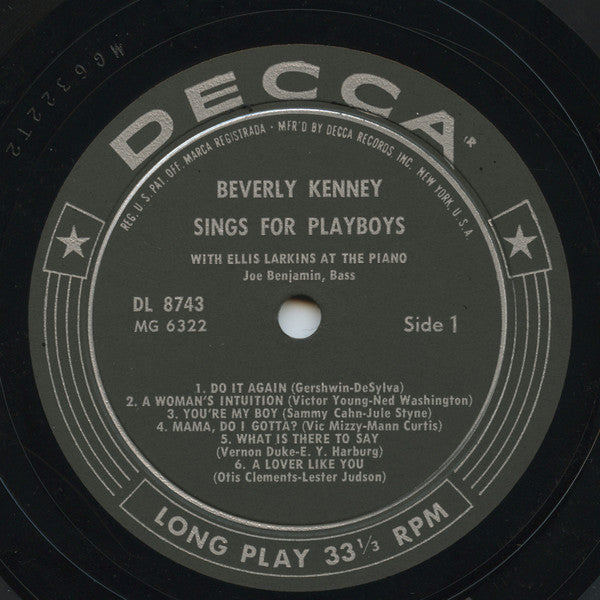 MG6322T2
DECCA
®
REG. U.S. PAT. OFF. MARCA REGISTRADA • MFR'D BY DECCA RECORDS, INC., NEW YORK, U.S.A.
BEVERLY KENNEY
SINGS FOR PLAYBOYS
WITH ELLIS LARKINS AT THE PIANO
Joe Benjamin, Bass
DL 8743
MG 6322
Side 1
1. DO IT AGAIN (Gershwin-DeSylva)
2. A WOMAN'S INTUITION (Victor Young-Ned Washington)
3. YOU'RE MY BOY (Sammy Cahn-Jule Styne)
4. MAMA, DO I GOTTA? (Vic Mizzy-Mann Curtis)
5. WHAT IS THERE TO SAY
(Vernon Duke-E. Y. Harburg)
6. A LOVER LIKE YOU
(Otis Clements-Lester Judson)
LONG PLAY 33 1/3 RPM